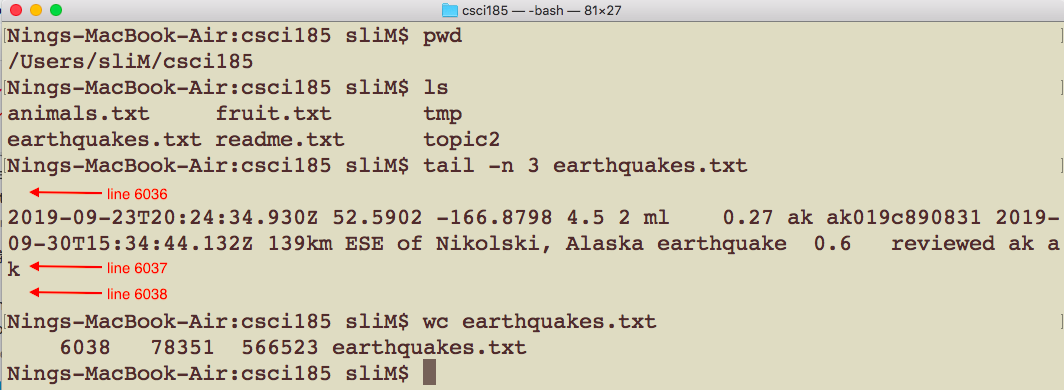 csci185 — -bash — 81×27
Nings-MacBook-Air:csci185 sliM$ pwd
/Users/sliM/csci185
Nings-MacBook-Air:csci185 sliM$ ls
animals.txt fruit.txt tmp
earthquakes.txt readme.txt topic2
Nings-MacBook-Air:csci185 sliM$ tail -n 3 earthquakes.txt
line 6036
2019-09-23T20:24:34.930Z 52.5902 -166.8798 4.5 2 ml 0.27 ak ak019c890831 2019-
09-30T15:34:44.132Z 139km ESE of Nikolski, Alaska earthquake 0.6 reviewed ak a
k line 6037
line 6038
Nings-MacBook-Air:csci185 sliM$ wc earthquakes.txt
6038 78351 566523 earthquakes.txt
Nings-MacBook-Air:csci185 sliM$